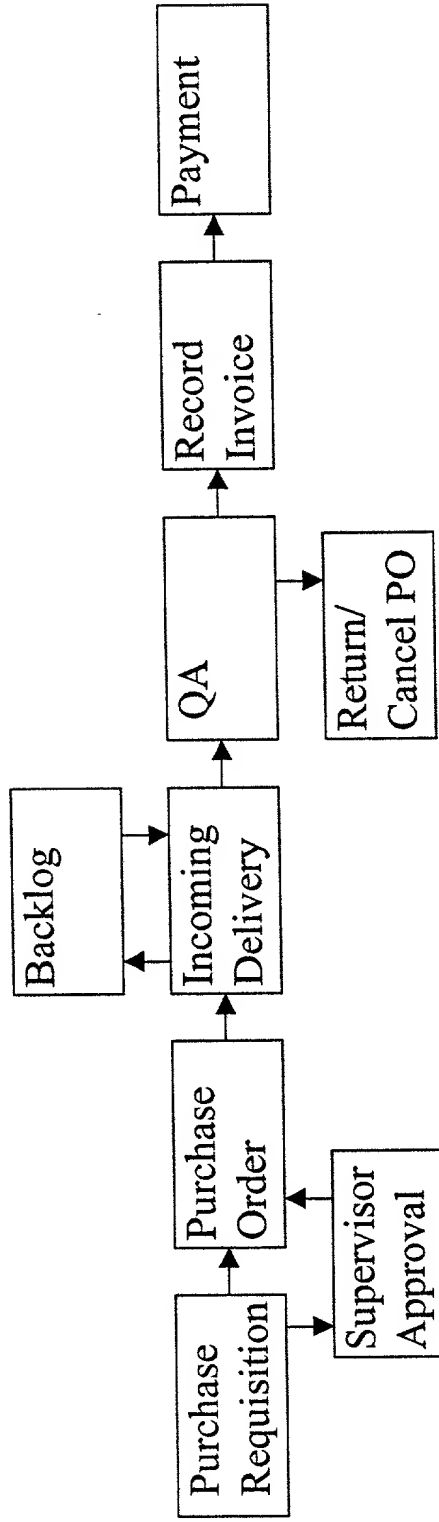 Purchase
Requisition
Supervisor
Approval
Purchase
Order
Backlog
Incoming
Delivery
QA
Return/
Cancel PO
Record
Invoice
Payment